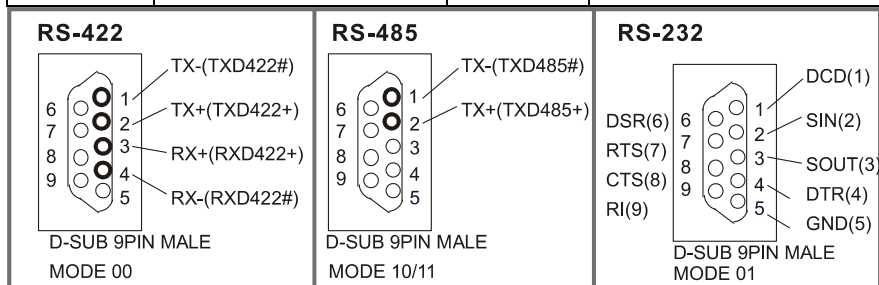 RS-422
TX-(TXD422#)
TX+(TXD422+)
RX+(RXD422+)
RX-(RXD422#)
6
7
8
9
1
2
3
4
5
D-SUB 9PIN MALE
MODE 00
RS-485
TX-(TXD485#)
TX+(TXD485+)
6
7
8
9
1
2
3
4
5
D-SUB 9PIN MALE
MODE 10/11
RS-232
DCD(1)
SIN(2)
SOUT(3)
DTR(4)
GND(5)
DSR(6)
RTS(7)
CTS(8)
RI(9)
6
7
8
9
1
2
3
4
5
D-SUB 9PIN MALE
MODE 01